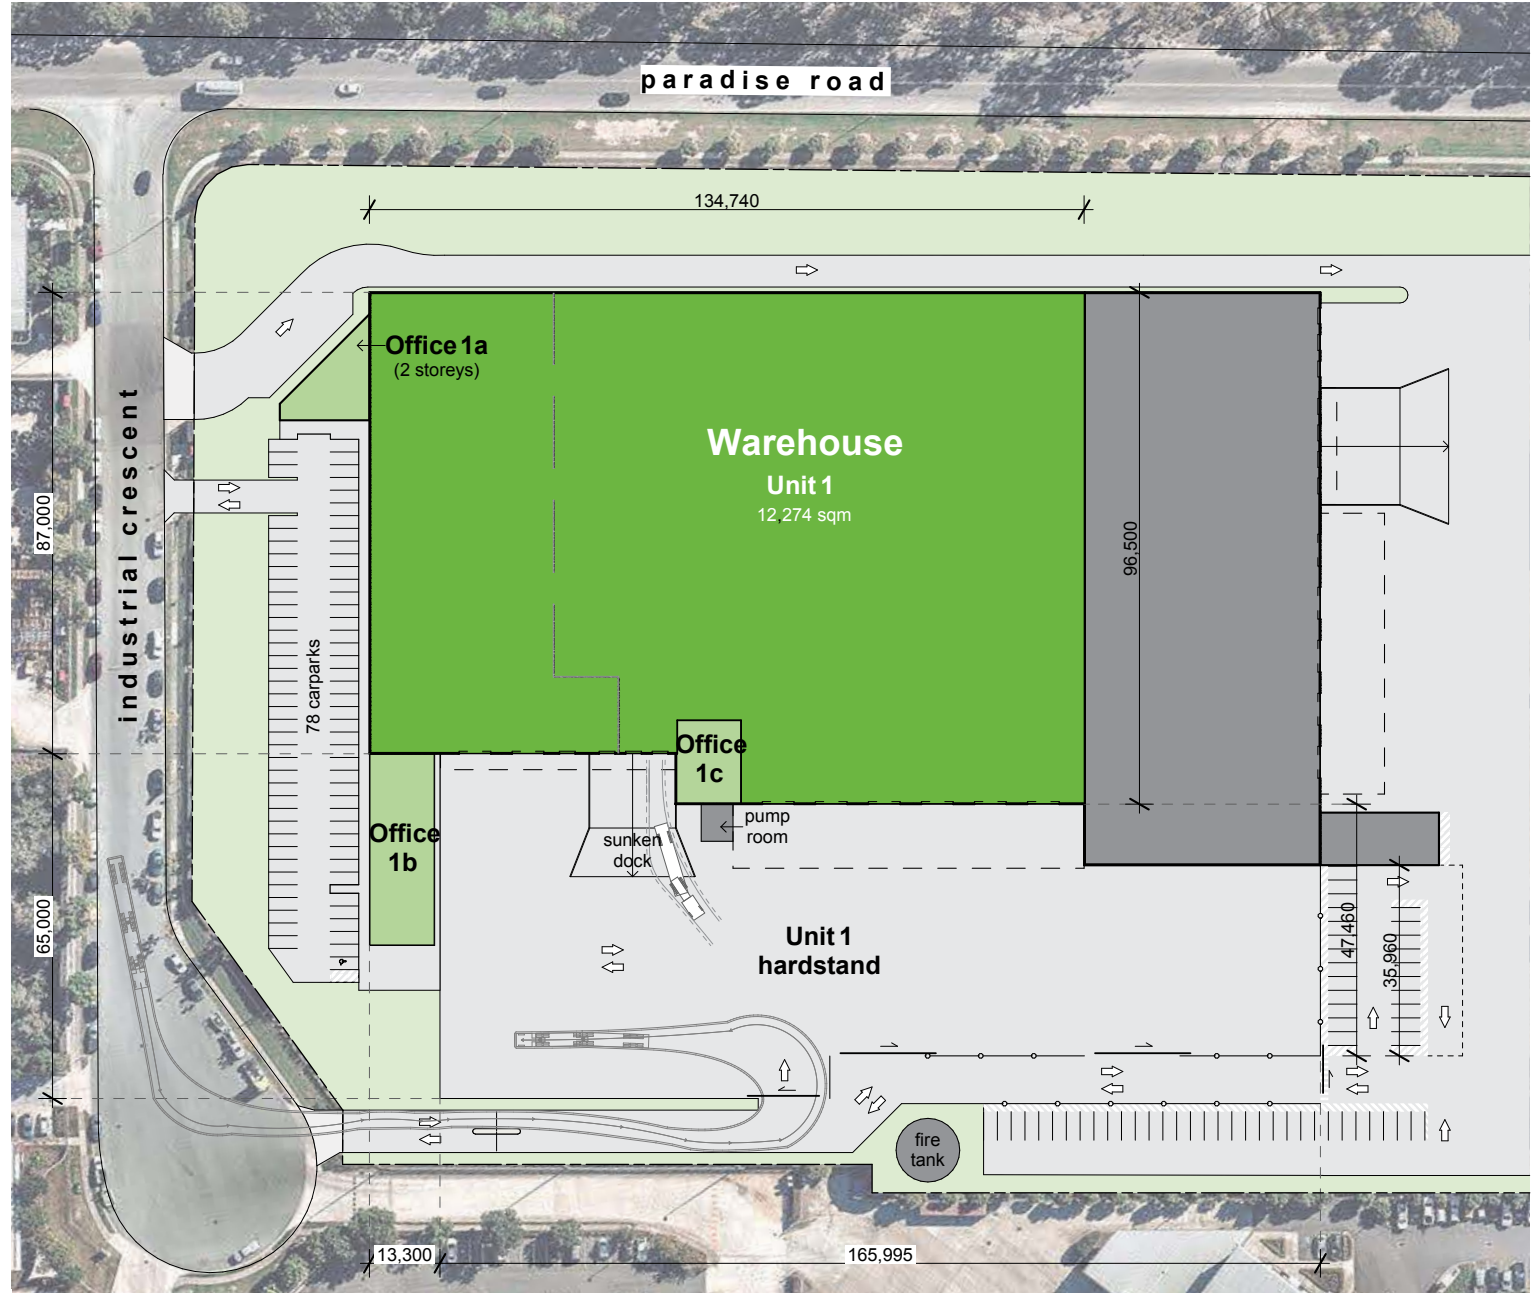 paradise road
134,740
Office 1a
(2 storeys)
industrial crescent
Warehouse
Unit 1
12,274 sqm
87,000
96,500
78 carparks
Office
1c
pump
room
Office
1b
sunken
dock
65,000
Unit 1
hardstand
47,460
35,960
fire
tank
13,300
165,995